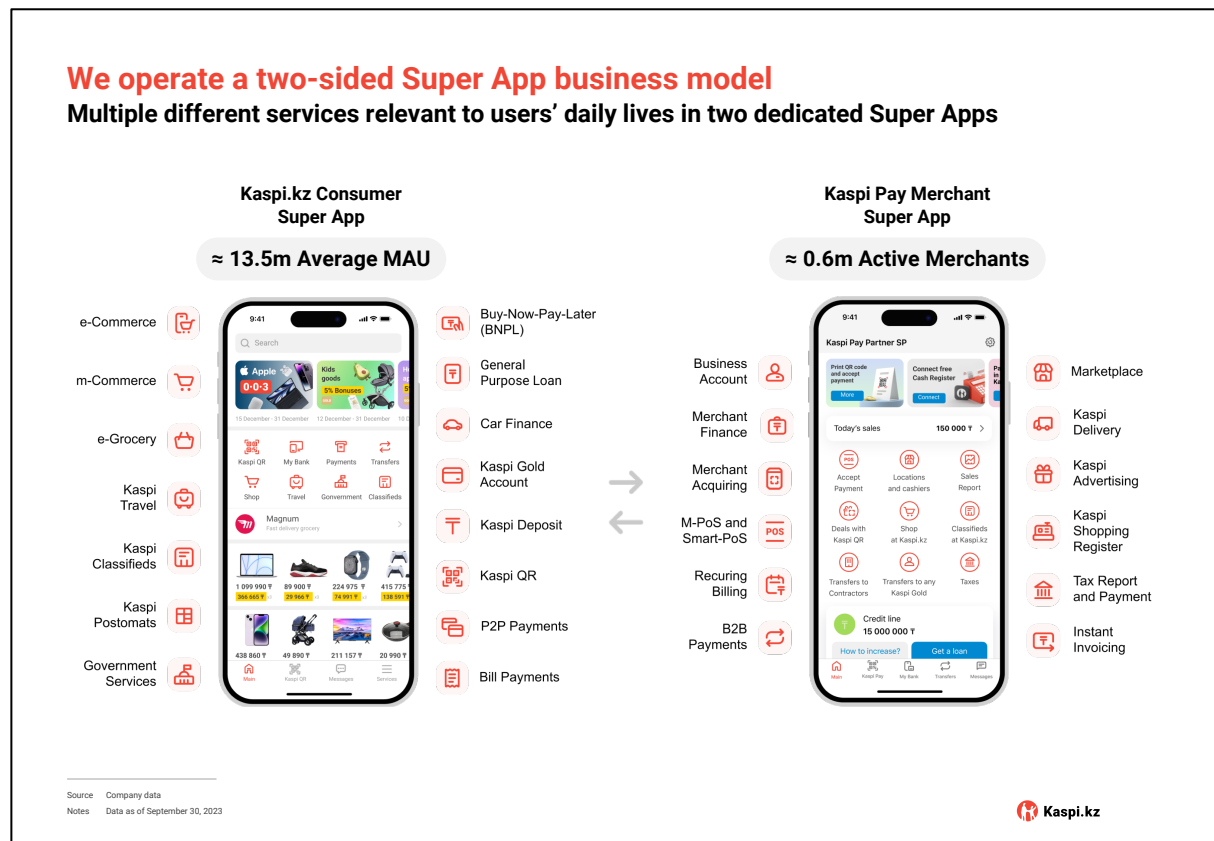 We operate a two-sided Super App business model
Multiple different services relevant to users’ daily lives in two dedicated Super Apps
Kaspi.kz Consumer
Super App
≈ 13.5m Average MAU
e-Commerce
m-Commerce
e-Grocery
Kaspi
Travel
Kaspi
Classifieds
Kaspi
Postomats
Government
Services
9:41
Search
Apple
0·0·3
Kids
goods
5% Bonuses
15 December - 31 December
12 December - 31 December
Kaspi QR
My Bank
Payments
Transfers
Shop
Travel
Gonvernment
Classifieds
Magnum
Fast delivery grocery
1 099 990 ₸
89 900 ₸
224 975 ₸
415 775
366 665 ₸
29 966 ₸
74 991 ₸
138 591
438 860 ₸
49 890 ₸
211 157 ₸
20 990 ₸
Main
Kaspi QR
Messages
Services
Buy-Now-Pay-Later
(BNPL)
General
Purpose Loan
Car Finance
Kaspi Gold
Account
Kaspi Deposit
Kaspi QR
P2P Payments
Bill Payments
Kaspi Pay Merchant
Super App
≈ 0.6m Active Merchants
Business
Account
Merchant
Finance
Merchant
Acquiring
M-PoS and
Smart-PoS
POS
Recuring
Billing
B2B
Payments
9:41
Kaspi Pay Partner SP
Print QR code
and accept
payment
More
Connect free
Cash Register
Connect
Today's sales
150 000 ₸
POS
Accept
Payment
Locations
and cashiers
Sales
Report
Deals with
Kaspi QR
Shop
at Kaspi.kz
Classifieds
at Kaspi.kz
Transfers to
Contractors
Transfers to any
Kaspi Gold
Taxes
Credit line
15 000 000 ₸
How to increase?
Get a loan
Main
Kaspi Pay
My Bank
Transfers
Messages
Marketplace
Kaspi
Delivery
Kaspi
Advertising
Kaspi
Shopping
Register
Tax Report
and Payment
Instant
Invoicing
Source Company data
Notes Data as of September 30, 2023
Kaspi.kz